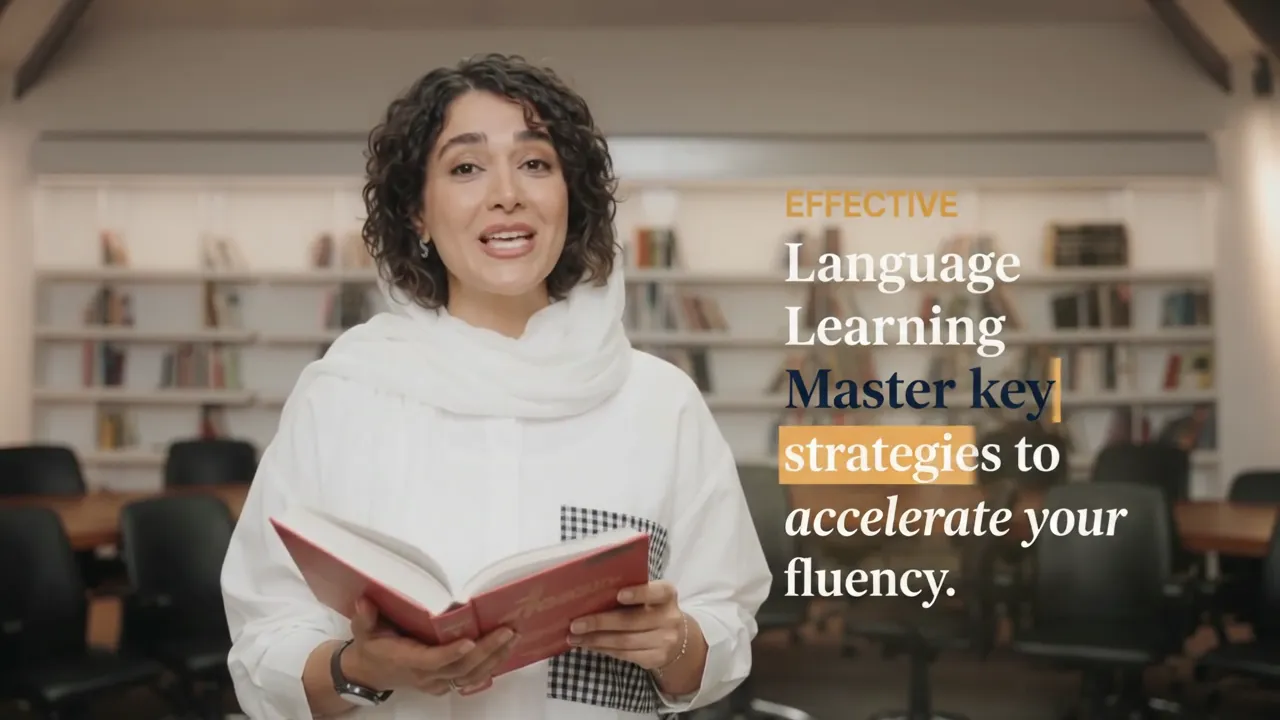 EFFECTIVE
Language
Learning
Master key
strategies to
accelerate your
fluency.